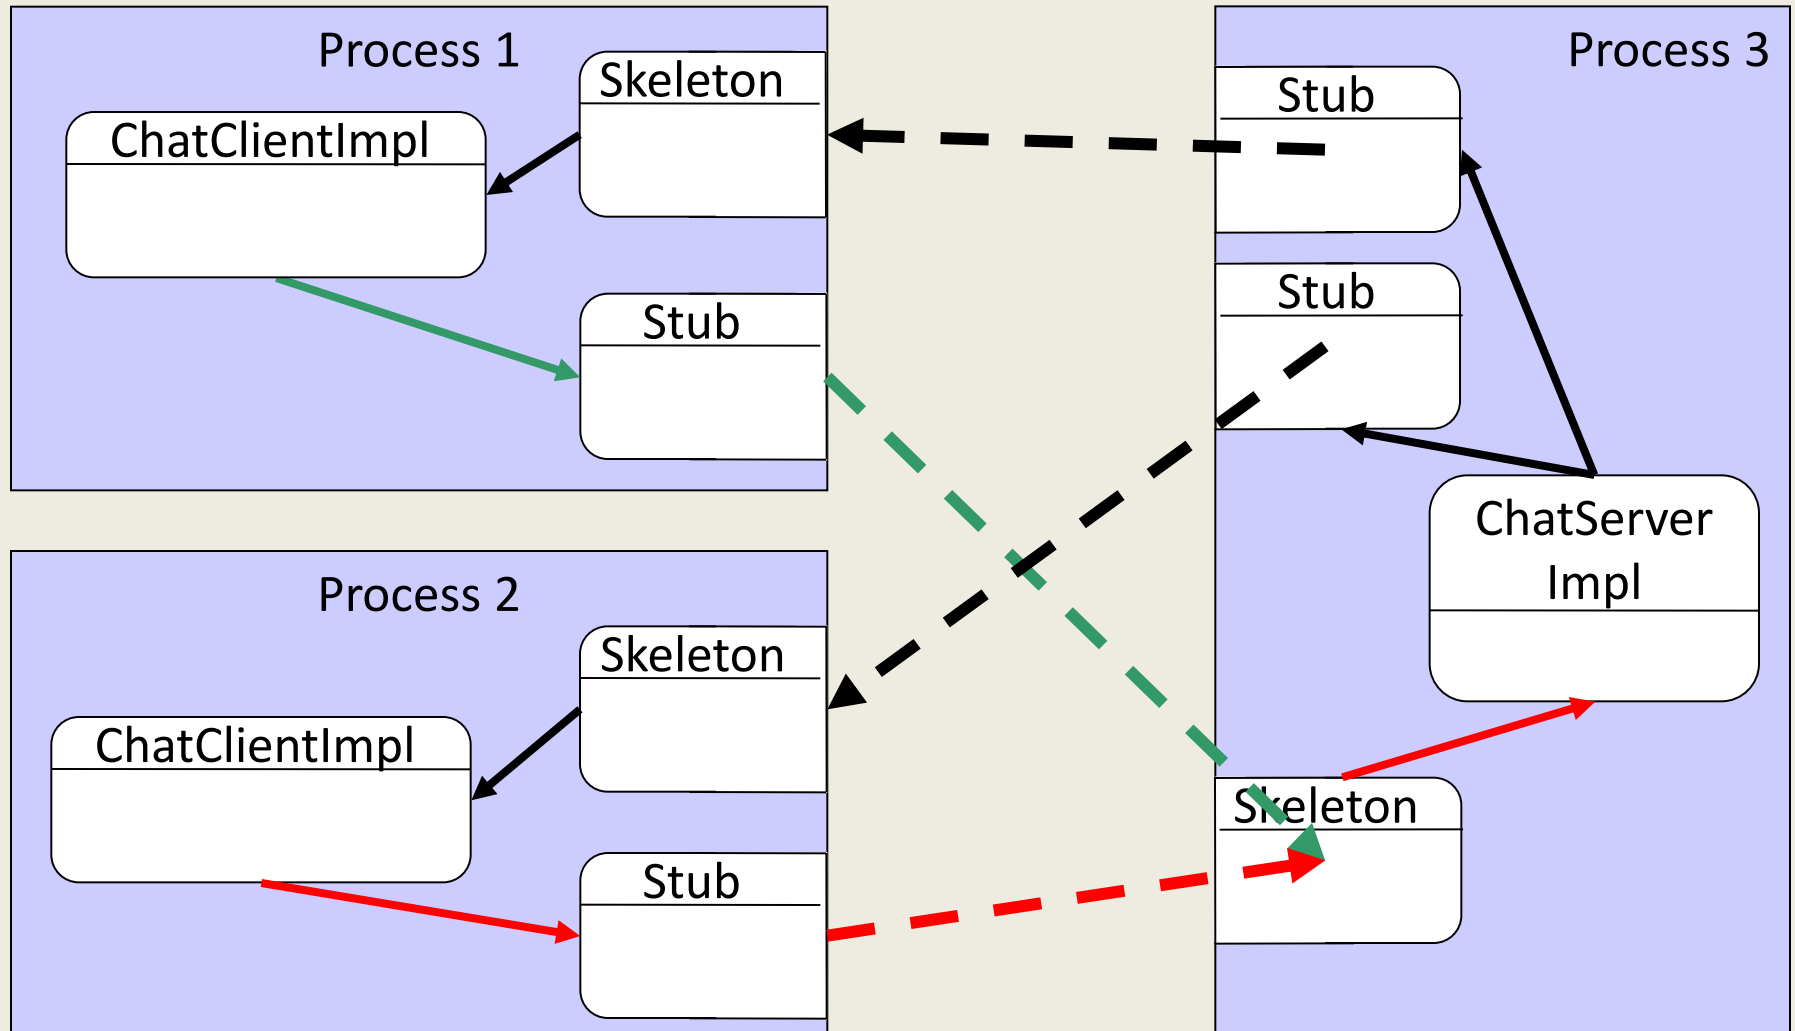 Process 1
Skeleton
ChatClientImpl
Stub
Process 2
Skeleton
ChatClientImpl
Stub
Process 3
Stub
Stub
ChatServer
Impl
Skeleton